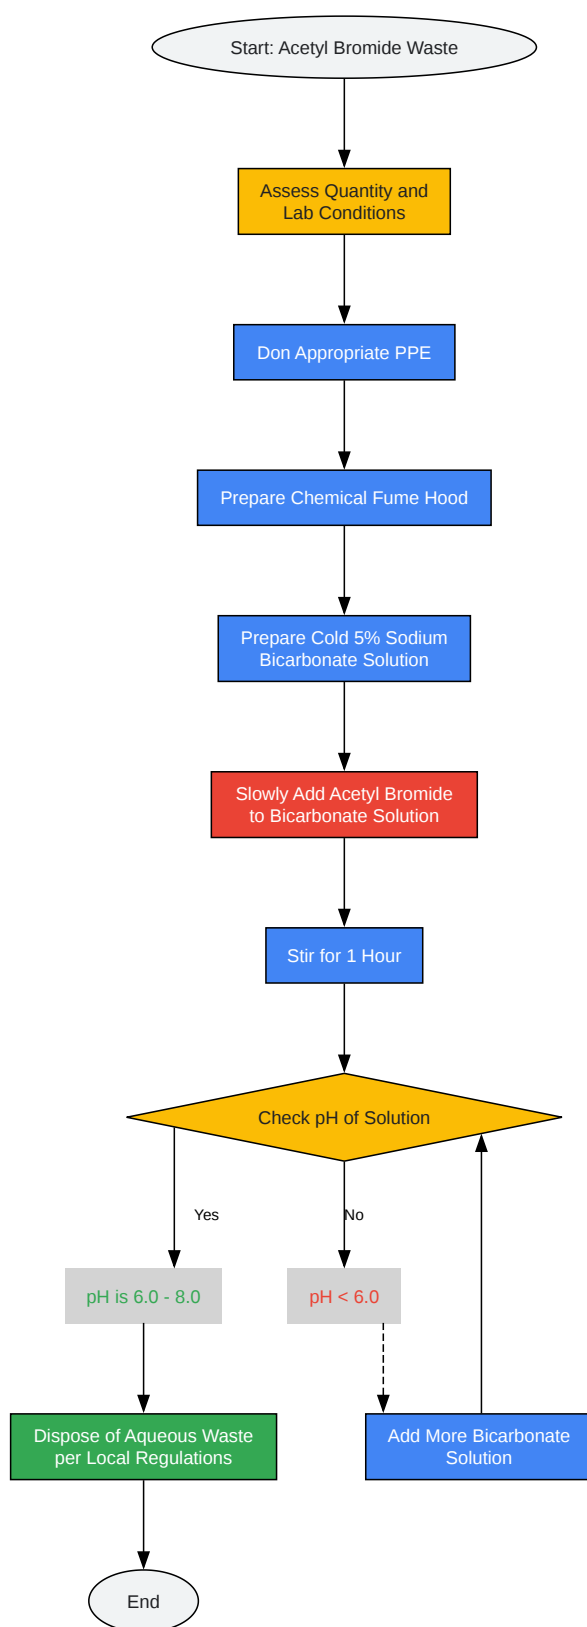 Start: Acetyl Bromide Waste
Assess Quantity and
Lab Conditions
Don Appropriate PPE
Prepare Chemical Fume Hood
Prepare Cold 5% Sodium
Bicarbonate Solution
Slowly Add Acetyl Bromide
to Bicarbonate Solution
Stir for 1 Hour
Check pH of Solution
Yes
No
pH is 6.0 - 8.0
pH < 6.0
Dispose of Aqueous Waste
per Local Regulations
Add More Bicarbonate
Solution
End